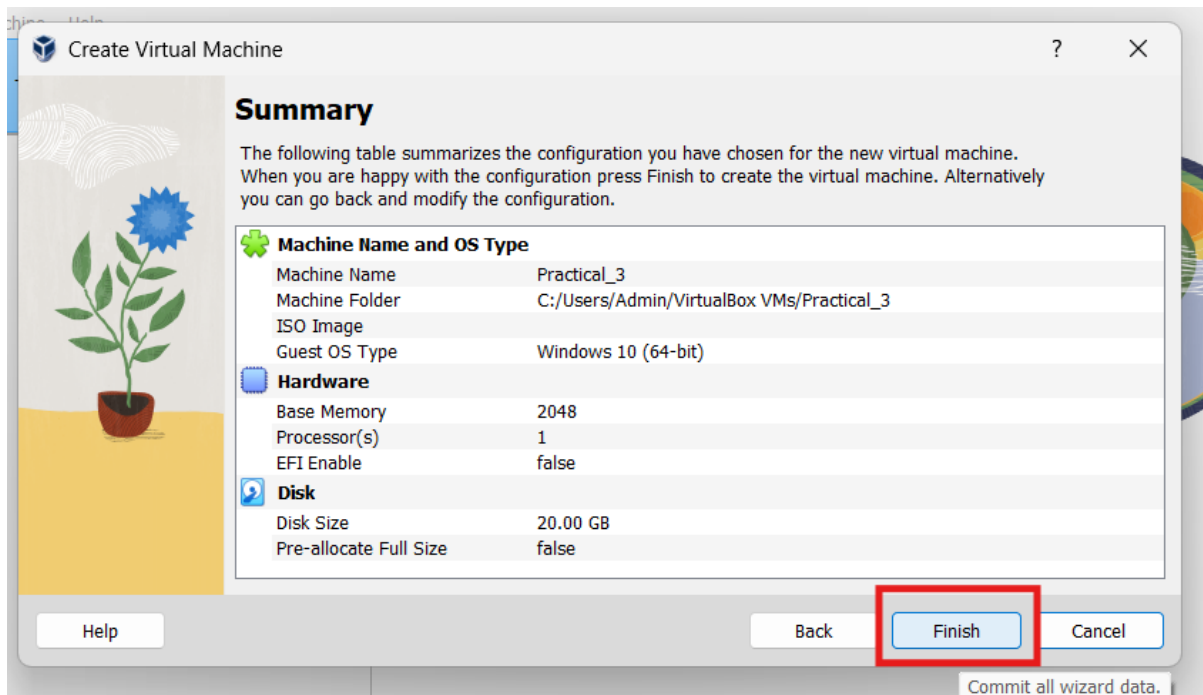 Help
Create Virtual Machine
?
Summary
The following table summarizes the configuration you have chosen for the new virtual machine.
When you are happy with the configuration press Finish to create the virtual machine. Alternatively
you can go back and modify the configuration.
Machine Name and OS Type
Machine Name Practical_3
Machine Folder C:/Users/Admin/VirtualBox VMs/Practical_3
ISO Image
Guest OS Type Windows 10 (64-bit)
Hardware
Base Memory 2048
Processor(s) 1
EFI Enable false
Disk
Disk Size 20.00 GB
Pre-allocate Full Size false
Help Back Finish Cancel
Commit all wizard data.